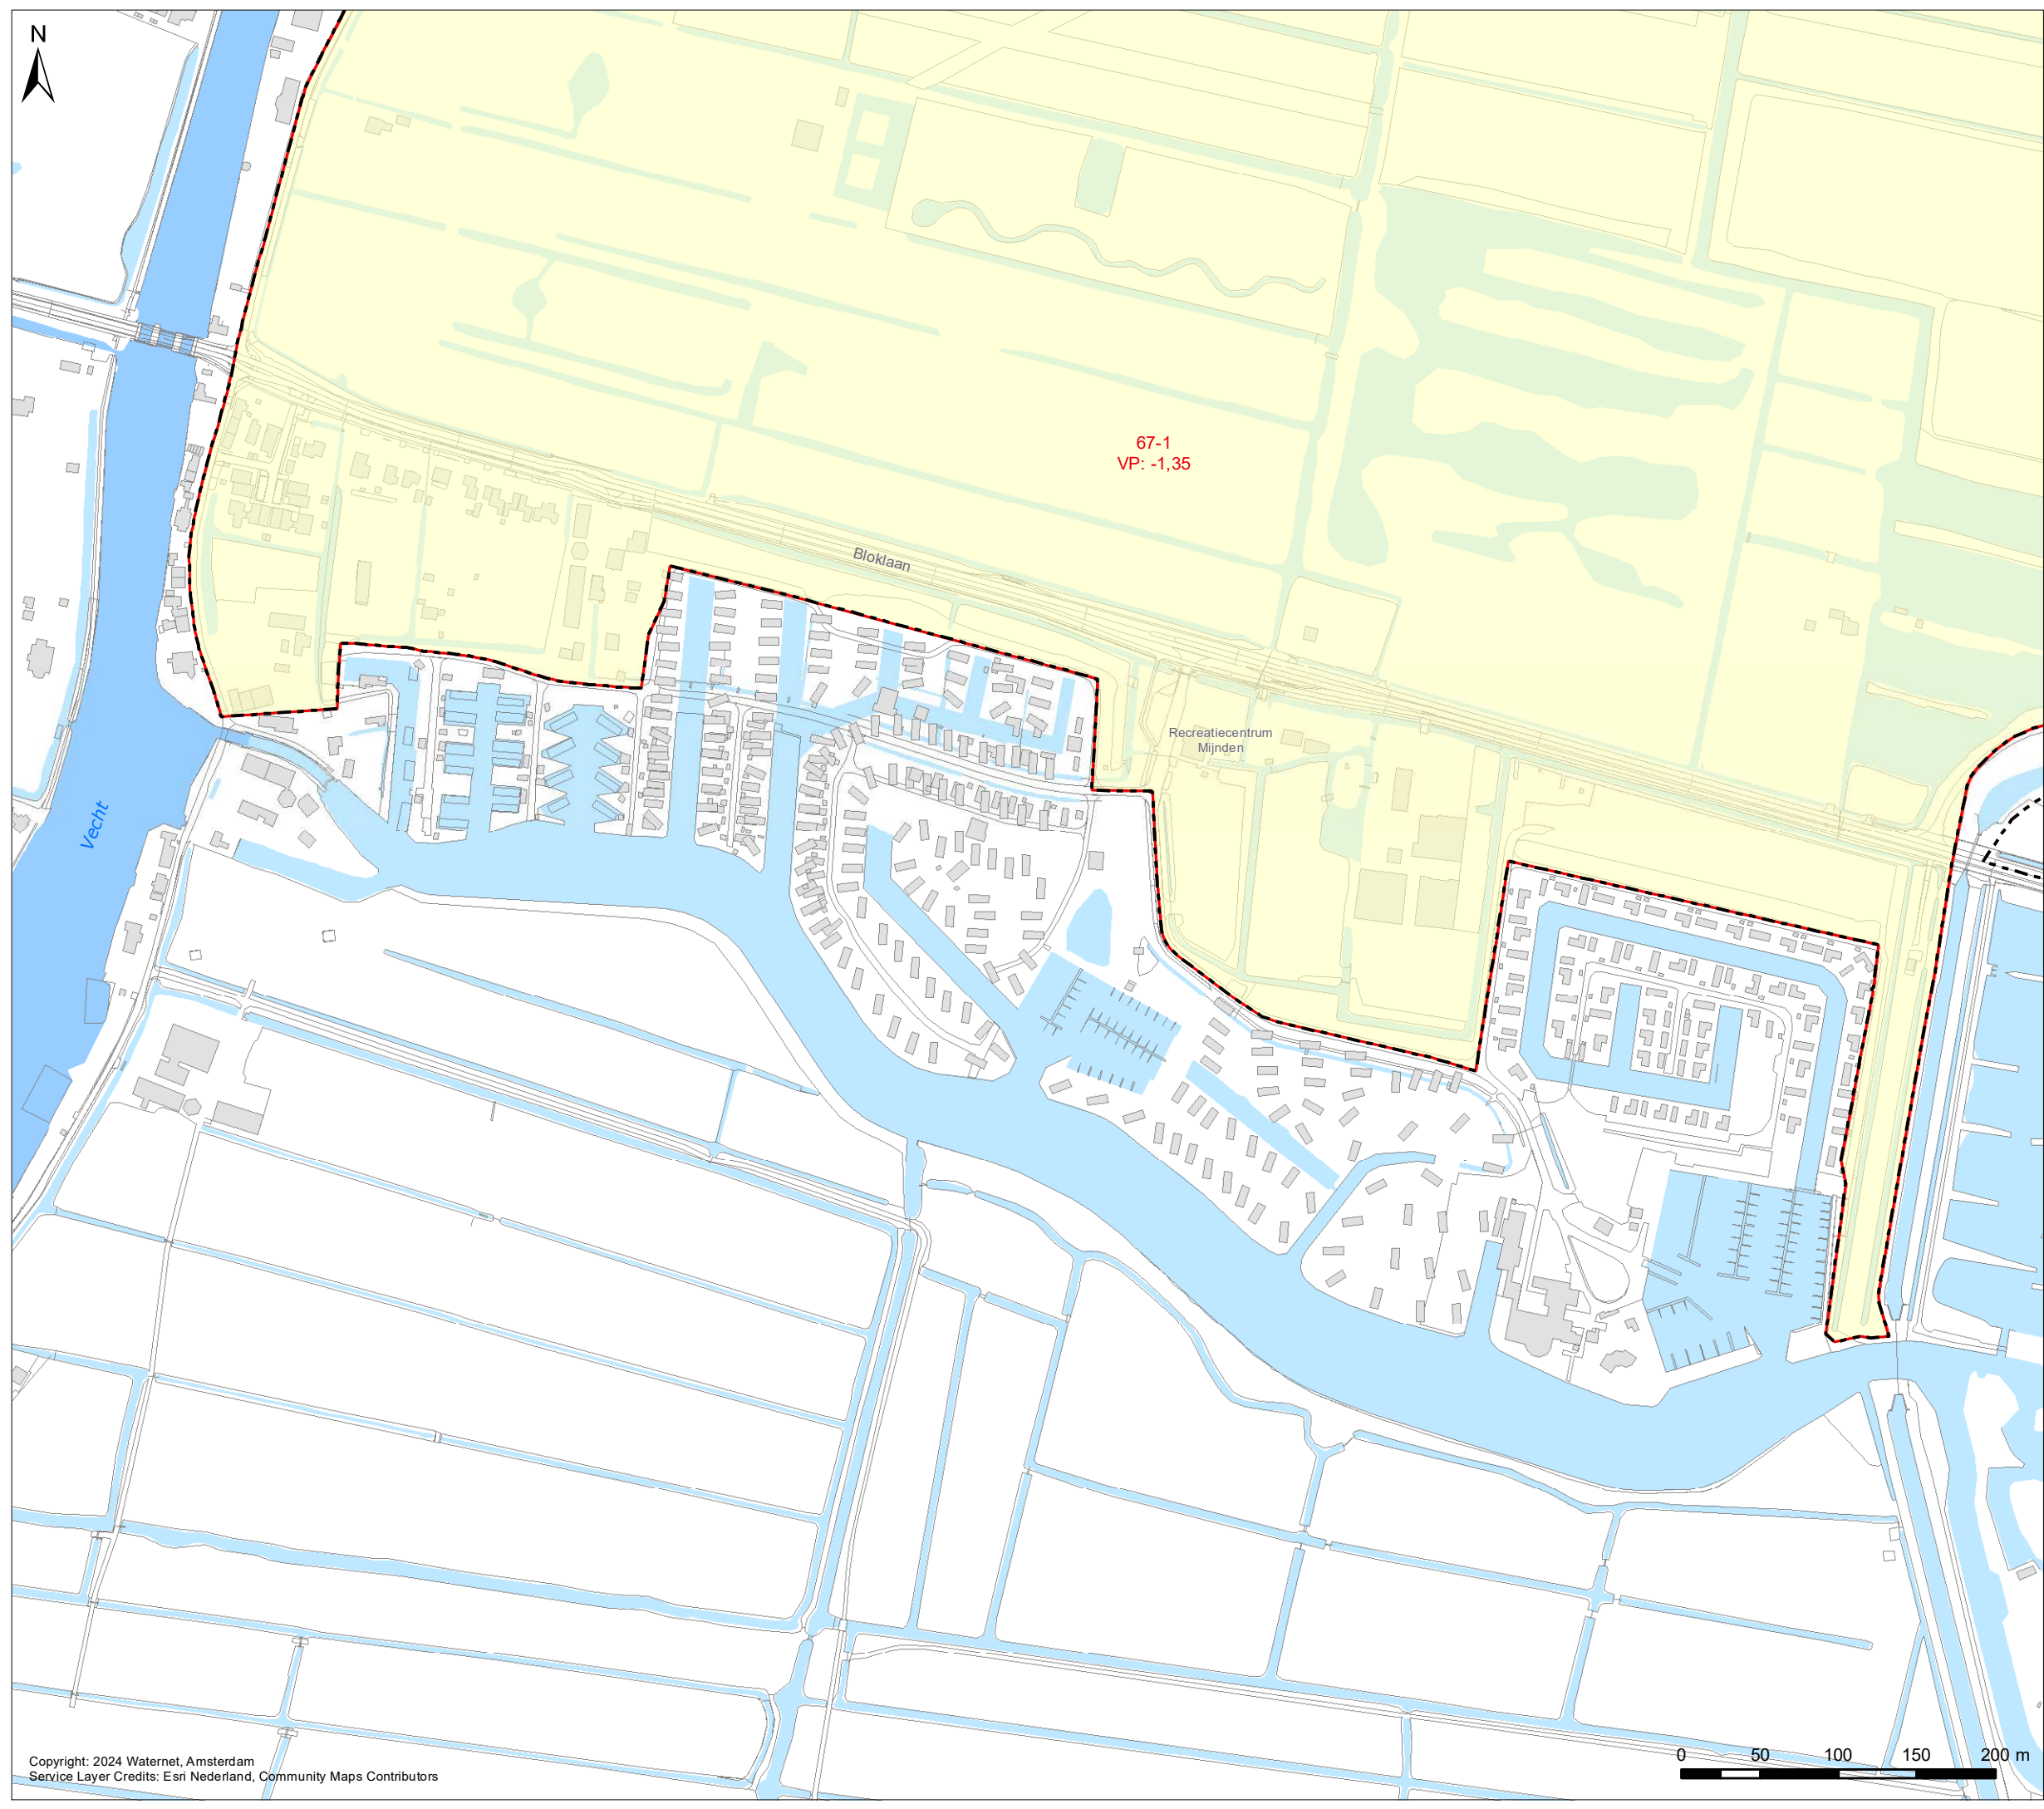 N
67-1
VP: -1,35
Bloklaan
Recreatiecentrum
Mijnden
Vecht
Copyright: 2024 Waternet, Amsterdam
Service Layer Credits: Esri Nederland, Community Maps Contributors
0 50 100 150 200 m